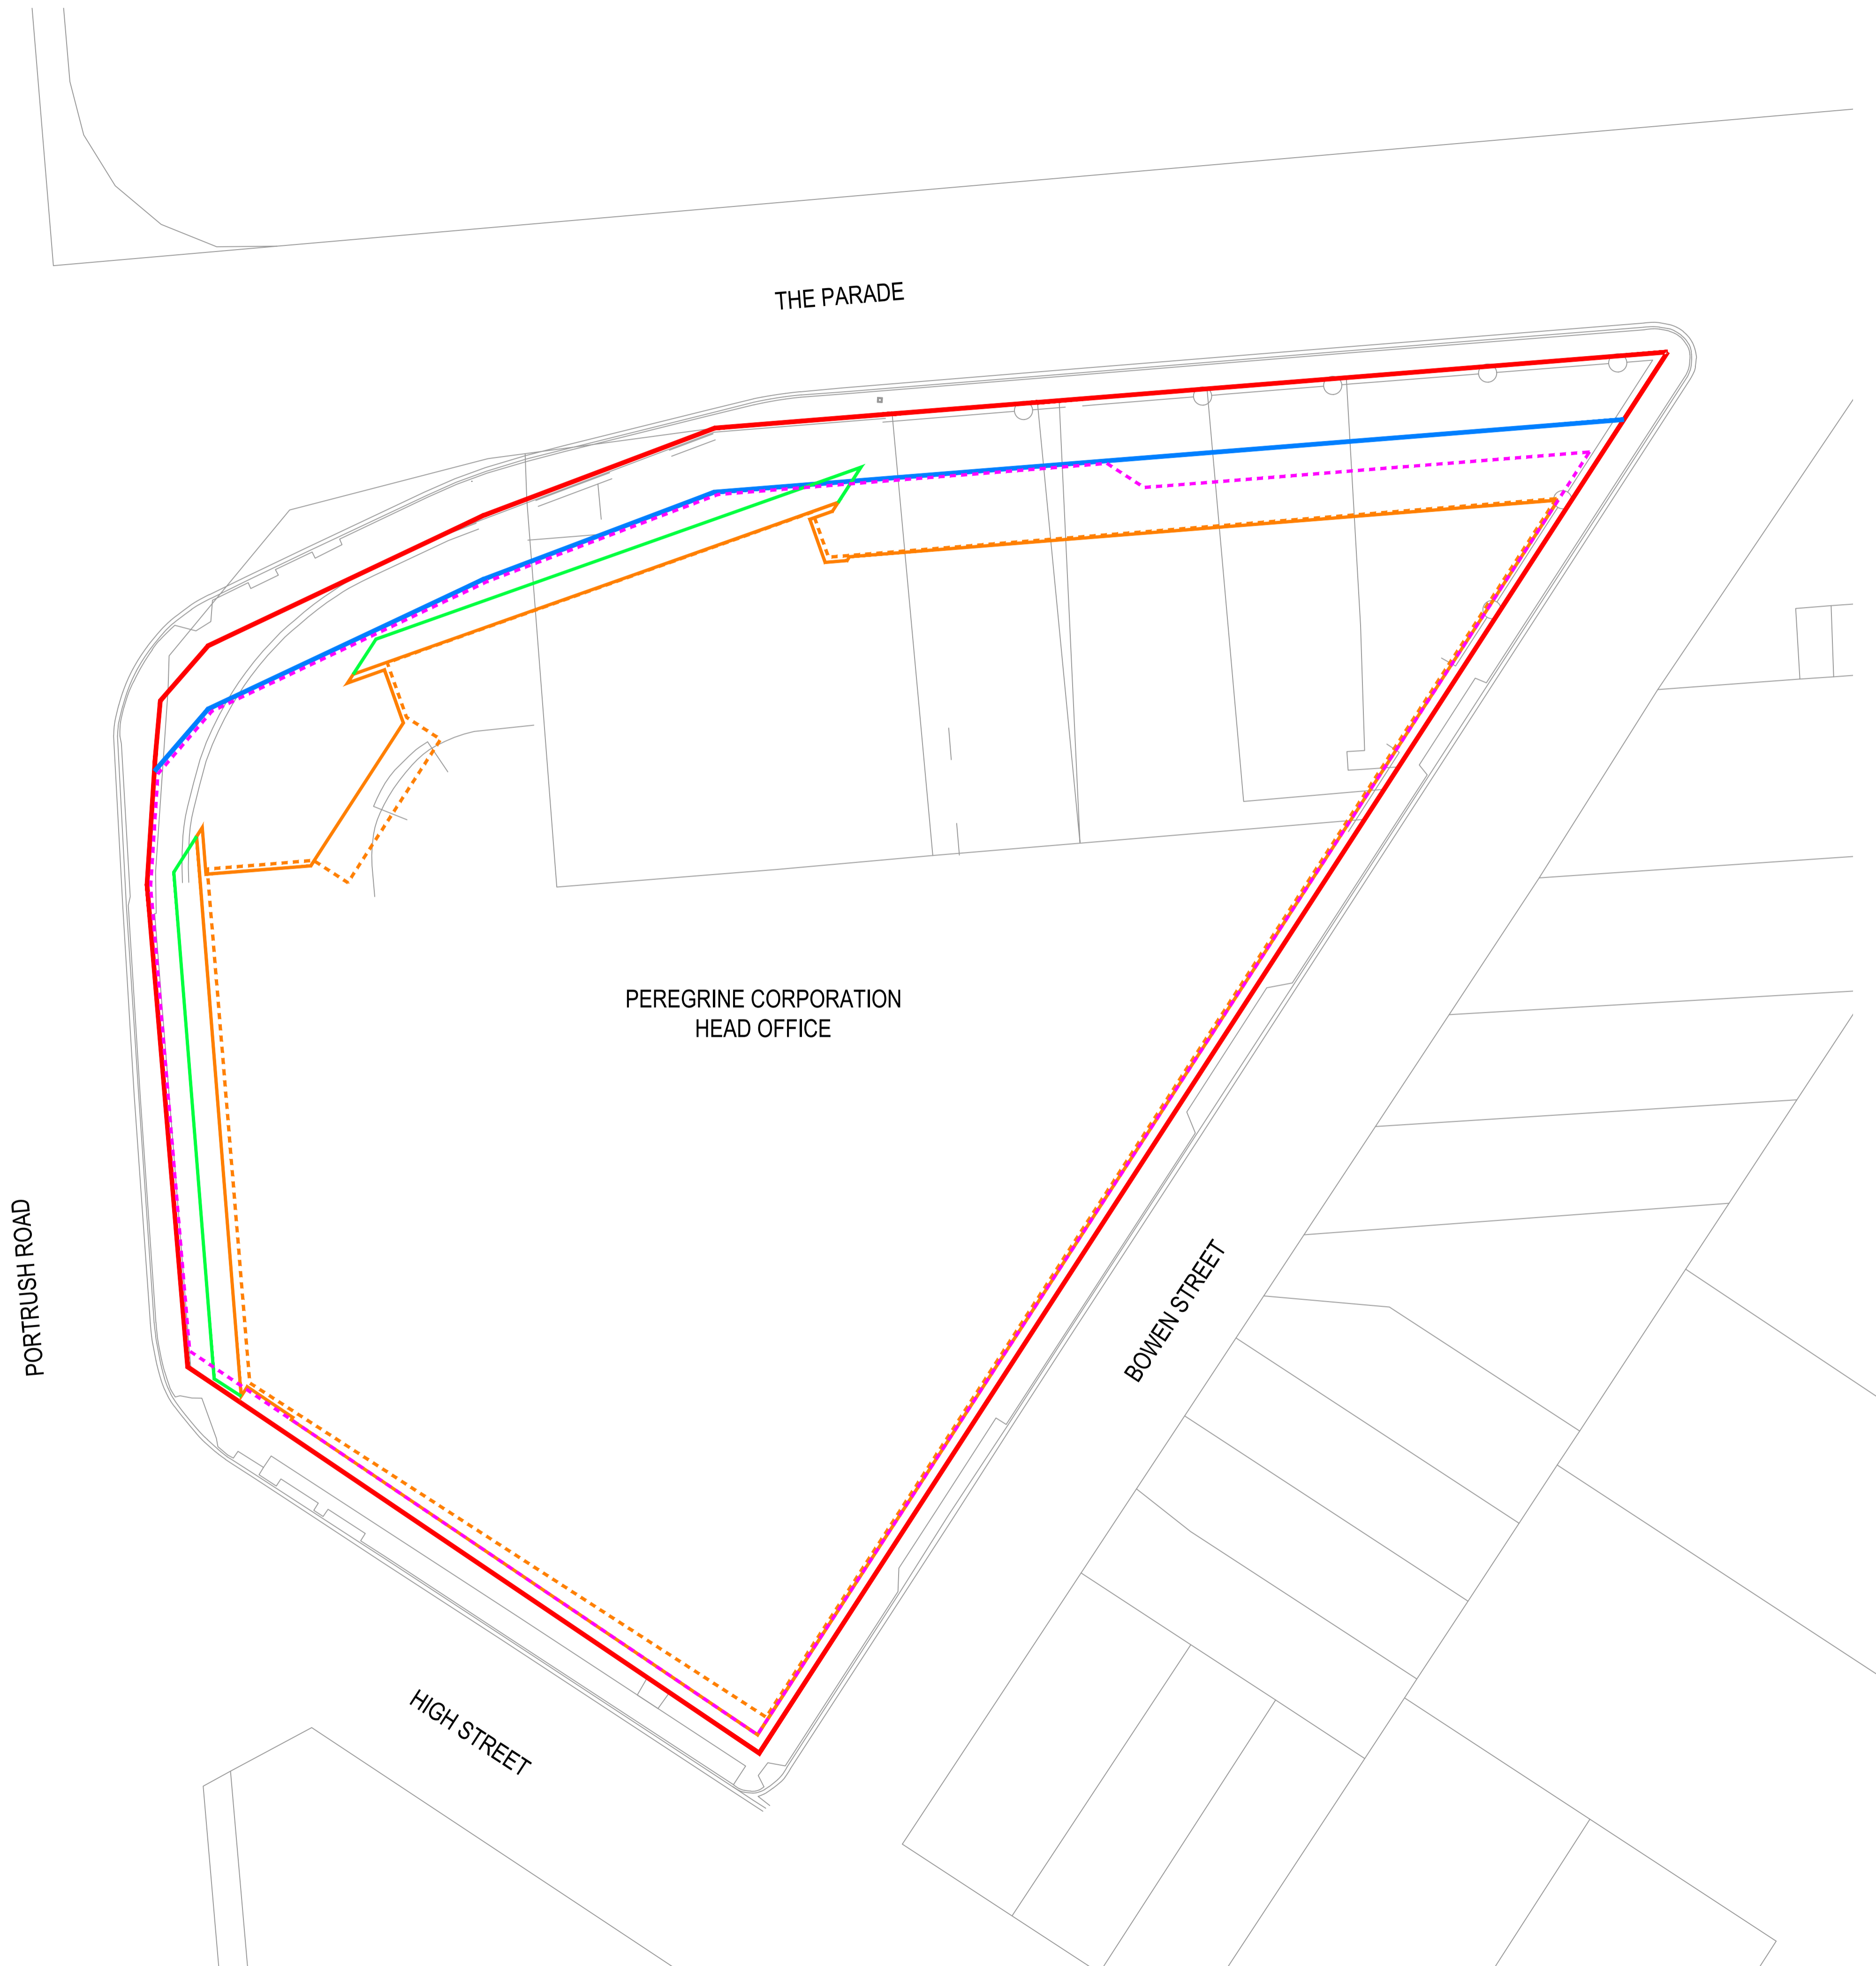 THE PARADE
PEREGRINE CORPORATION
HEAD OFFICE
PORTRUSH ROAD
BOWEN STREET
HIGH STREET